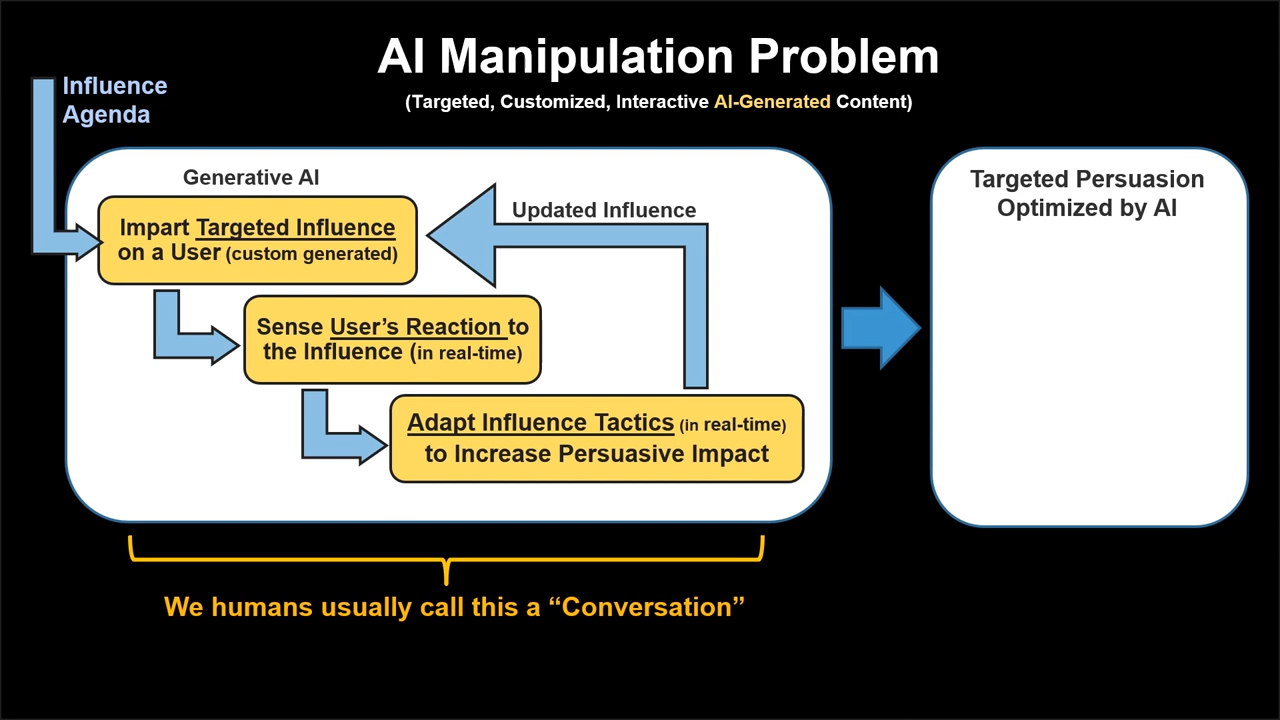 AI Manipulation Problem
(Targeted, Customized, Interactive AI-Generated Content)
Influence
Agenda
Generative AI
Impart Targeted Influence
on a User (custom generated)
Updated Influence
Sense User’s Reaction to
the Influence (in real-time)
Adapt Influence Tactics (in real-time)
to Increase Persuasive Impact
Targeted Persuasion
Optimized by AI
We humans usually call this a “Conversation”